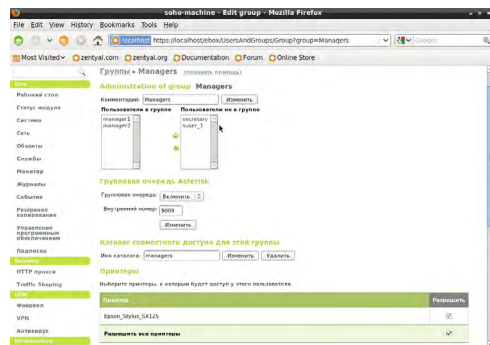 soho-machine - Edit group - Mozilla Firefox
File Edit View History Bookmarks Tools Help
localhost https://localhost/ebox/UsersAndGroups/Group?group=Managers
Google
Most Visited zentyal.com zentyal.org Documentation Forum Online Store
Группы ▸ Managers (показать помощь)
Core
Рабочий стол
Статус модуля
Система
Сеть
Объекты
Службы
Монитор
Журналы
События
Резервное копирование
Управление программным обеспечением
Подписка
Gateway
HTTP прокси
Traffic Shaping
UTM
Файрвол
VPN
Антивирус
Infrastructure
Administration of group Managers
Комментарий: Managers Изменить
Пользователи в группе Пользователи не в группе
manager1
manager2
secretary
suser_1
Групповая очередь Asterisk
Групповая очередь: Включить
Внутренний номер: 9009
Изменить
Каталог совместного доступа для этой группы
Имя каталога: managers Изменить Удалить
Принтеры
Выберите принтеры, к которым будет доступ у этого пользователя.
Принтер Разрешить
Epson_Stylus_SX125
Разрешить все принтеры